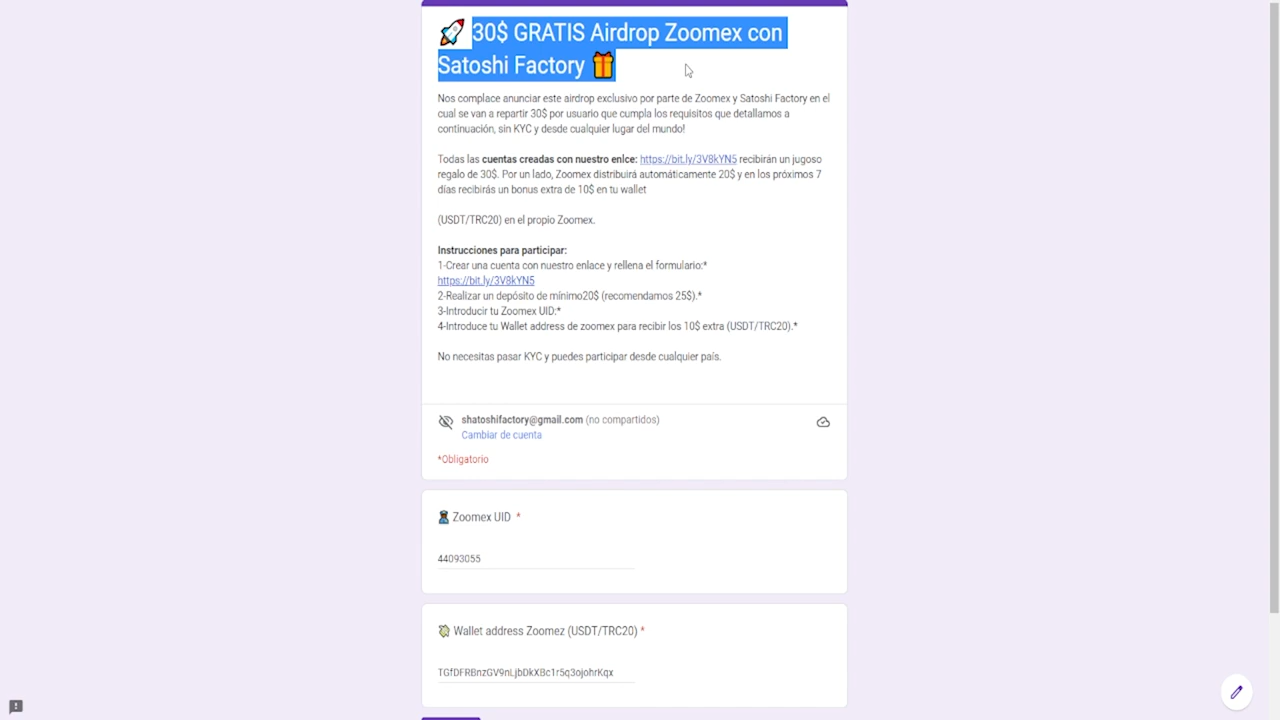 🚀 30$ GRATIS Airdrop Zoomex con
Satoshi Factory 🎁
Nos complace anunciar este airdrop exclusivo por parte de Zoomex y Satoshi Factory en el
cual se van a repartir 30$ por usuario que cumpla los requisitos que detallamos a
continuación, sin KYC y desde cualquier lugar del mundo!
Todas las cuentas creadas con nuestro enlce: https://bit.ly/3V8kYN5 recibirán un jugoso
regalo de 30$. Por un lado, Zoomex distribuirá automáticamente 20$ y en los próximos 7
días recibirás un bonus extra de 10$ en tu wallet
(USDT/TRC20) en el propio Zoomex.
Instrucciones para participar:
1-Crear una cuenta con nuestro enlace y rellena el formulario:*
https://bit.ly/3V8kYN5
2-Realizar un depósito de mínimo20$ (recomendamos 25$).*
3-Introducir tu Zoomex UID:*
4-Introduce tu Wallet address de zoomex para recibir los 10$ extra (USDT/TRC20).*
No necesitas pasar KYC y puedes participar desde cualquier país.
shatoshifactory@gmail.com (no compartidos)
Cambiar de cuenta
*Obligatorio
Zoomex UID *
44093055
Wallet address Zoomez (USDT/TRC20) *
TGfDFRBnzGV9nLjbDkXBc1r5q3ojohrKqx